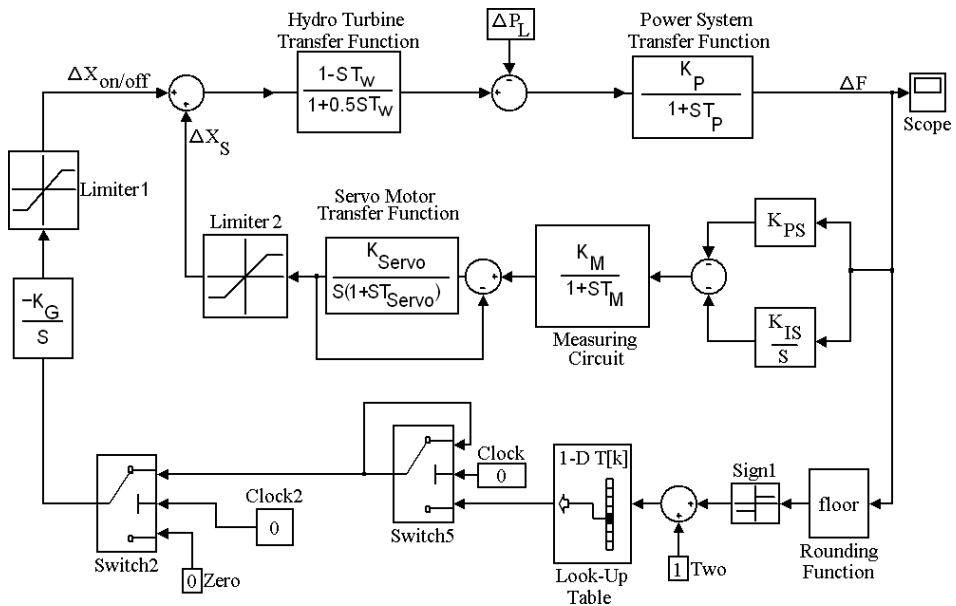 Hydro Turbine
Transfer Function
ΔP_L
Power System
Transfer Function
ΔX_on/off
1-ST_W
1+0.5ST_W
K_P
1+ST_P
ΔF
Scope
ΔX_S
Limiter1
Servo Motor
Transfer Function
Limiter 2
K_Servo
S(1+ST_Servo)
K_M
1+ST_M
Measuring
Circuit
K_PS
K_IS
S
-K_G
S
Clock
0
1-D T[k]
Sign1
floor
Rounding
Function
Clock2
0
Switch5
Switch2
0
Zero
Look-Up
Table
1
Two